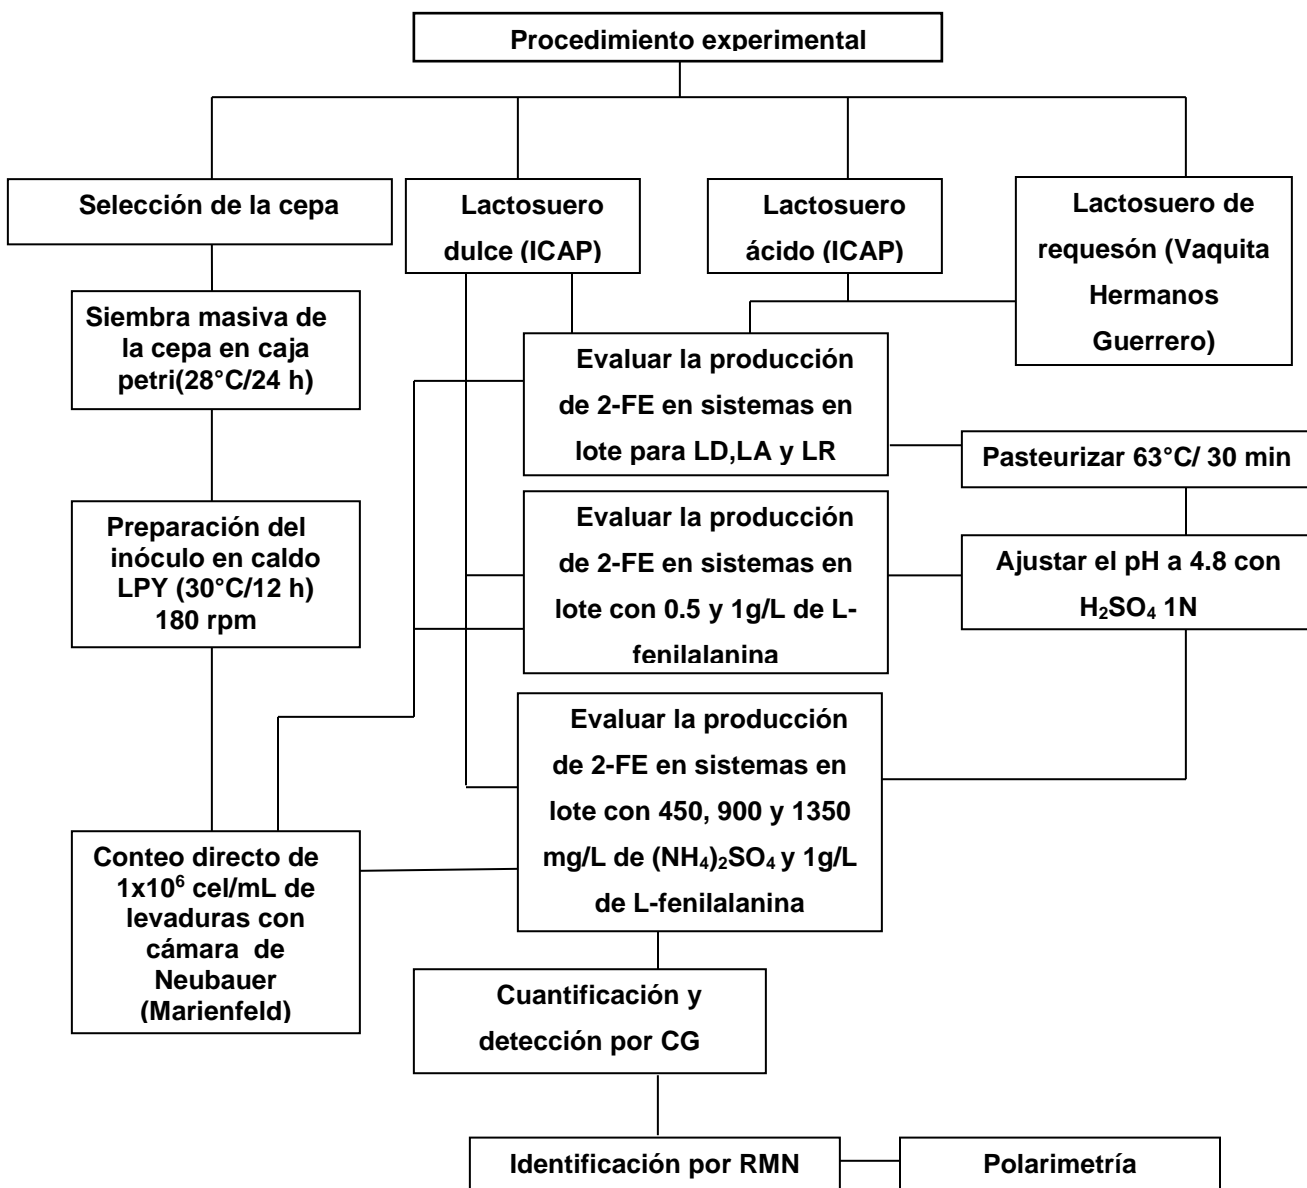 Procedimiento experimental
Selección de la cepa
Lactosuero
dulce (ICAP)
Lactosuero
ácido (ICAP)
Lactosuero de
requesón (Vaquita
Hermanos
Guerrero)
Siembra masiva de
la cepa en caja
petri(28°C/24 h)
Evaluar la producción
de 2-FE en sistemas en
lote para LD,LA y LR
Pasteurizar 63°C/ 30 min
Preparación del
inóculo en caldo
LPY (30°C/12 h)
180 rpm
Evaluar la producción
de 2-FE en sistemas en
lote con 0.5 y 1g/L de L-
fenilalanina
Ajustar el pH a 4.8 con
H₂SO₄ 1N
Evaluar la producción
de 2-FE en sistemas en
lote con 450, 900 y 1350
mg/L de (NH₄)₂SO₄ y 1g/L
de L-fenilalanina
Conteo directo de
1x10⁶ cel/mL de
levaduras con
cámara de
Neubauer
(Marienfeld)
Cuantificación y
detección por CG
Identificación por RMN
Polarimetría